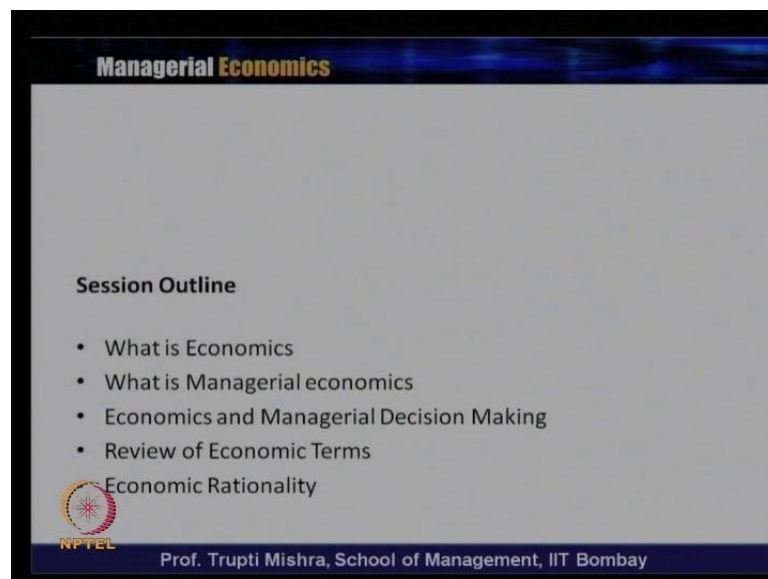 Managerial Economics
Session Outline
• What is Economics
• What is Managerial economics
• Economics and Managerial Decision Making
• Review of Economic Terms
Economic Rationality
NPTEL
Prof. Trupti Mishra, School of Management, IIT Bombay